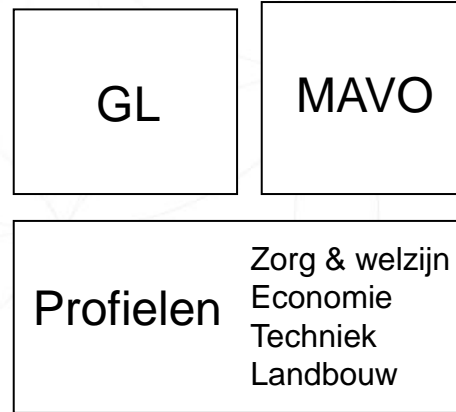 GL
MAVO
Profielen
Zorg & welzijn
Economie
Techniek
Landbouw